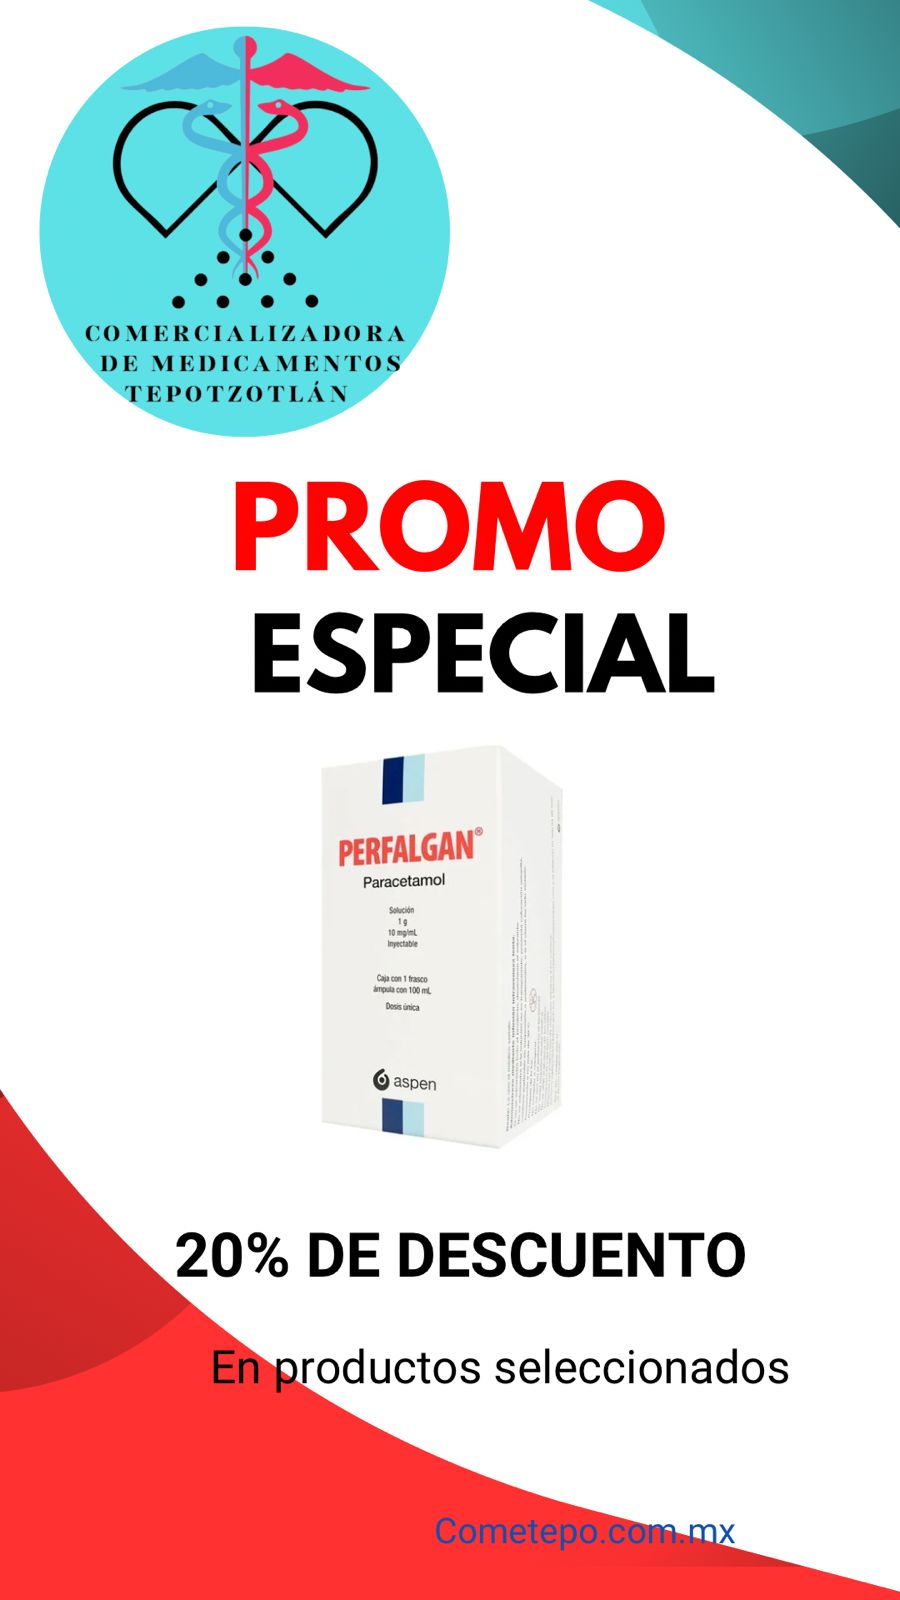 COMERCIALIZADORA
DE MEDICAMENTOS
TEPOTZOTLÁN
PROMO
ESPECIAL
PERFALGAN®
Paracetamol
Solución
1 g
10 mg/mL
Inyectable
Caja con 1 frasco
ámpula con 100 mL
Dosis única
aspen
20% DE DESCUENTO
En productos seleccionados
Cometepo.com.mx